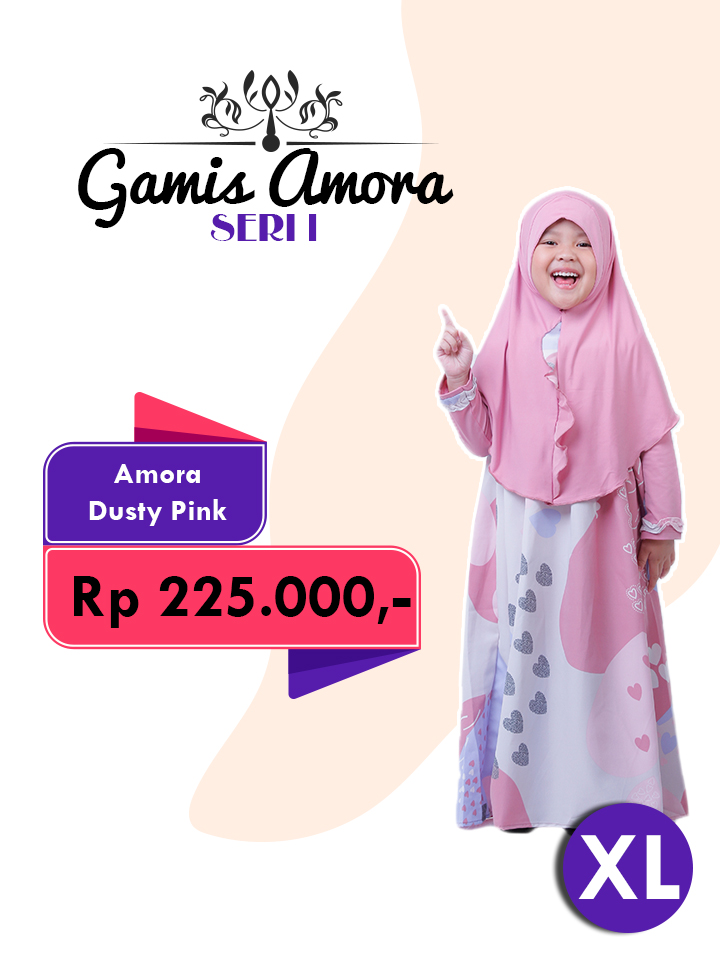 Gamis Amora
SERI I
Amora
Dusty Pink
Rp 225.000,-
XL